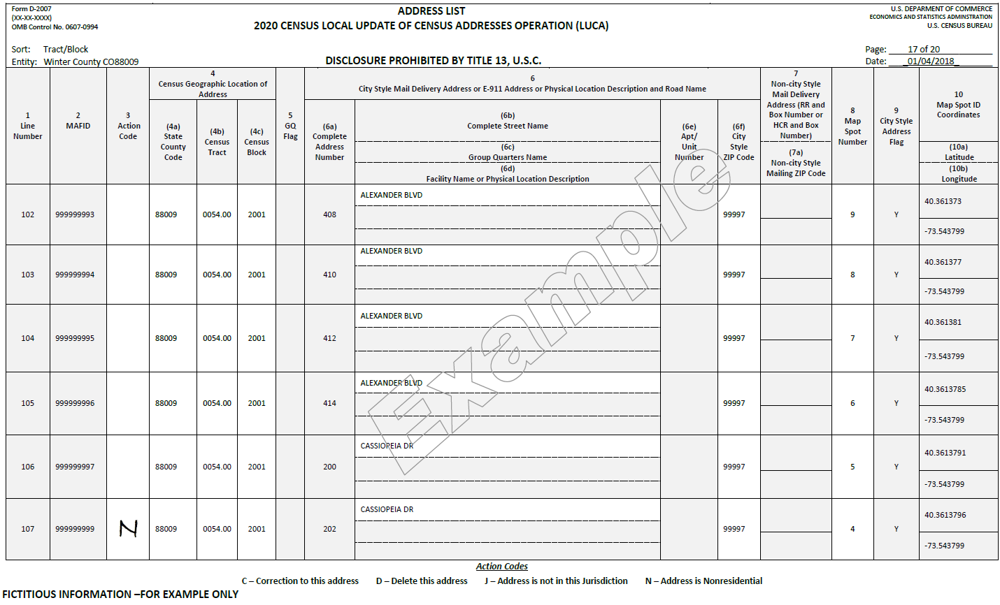 Form D-2007
(XX-XX-XXXX)
OMB Control No. 0607-0994
ADDRESS LIST
2020 CENSUS LOCAL UPDATE OF CENSUS ADDRESSES OPERATION (LUCA)
U.S. DEPARTMENT OF COMMERCE
ECONOMICS AND STATISTICS ADMINSTRATION
U.S. CENSUS BUREAU
Sort: Tract/Block
Entity: Winter County CO88009
DISCLOSURE PROHIBITED BY TITLE 13, U.S.C.
Page: 17 of 20
Date: _01/04/2018_
1
Line
Number
2
MAFID
3
Action
Code
4
Census Geographic Location of
Address
(4a)
State
County
Code
(4b)
Census
Tract
(4c)
Census
Block
5
GQ
Flag
6
City Style Mail Delivery Address or E-911 Address or Physical Location Description and Road Name
(6a)
Complete
Address
Number
(6b)
Complete Street Name
(6c)
Group Quarters Name
(6d)
Facility Name or Physical Location Description
(6e)
Apt/
Unit
Number
(6f)
City
Style
ZIP Code
7
Non-city Style
Mail Delivery
Address (RR and
Box Number or
HCR and Box
Number)
(7a)
Non-city Style
Mailing ZIP Code
8
Map
Spot
Number
9
City Style
Address
Flag
10
Map Spot ID
Coordinates
(10a)
Latitude
(10b)
Longitude
102 999999993 88009 0054.00 2001 408 ALEXANDER BLVD 99997 9 Y 40.361373
-73.543799
103 999999994 88009 0054.00 2001 410 ALEXANDER BLVD 99997 8 Y 40.361377
-73.543799
104 999999995 88009 0054.00 2001 412 ALEXANDER BLVD 99997 7 Y 40.361381
-73.543799
105 999999996 88009 0054.00 2001 414 ALEXANDER BLVD 99997 6 Y 40.3613785
-73.543799
106 999999997 88009 0054.00 2001 200 CASSIOPEIA DR 99997 5 Y 40.3613791
-73.543799
107 999999999 N 88009 0054.00 2001 202 CASSIOPEIA DR 99997 4 Y 40.3613796
-73.543799
Example
Action Codes
C – Correction to this address D – Delete this address J – Address is not in this Jurisdiction N – Address is Nonresidential
FICTITIOUS INFORMATION –FOR EXAMPLE ONLY